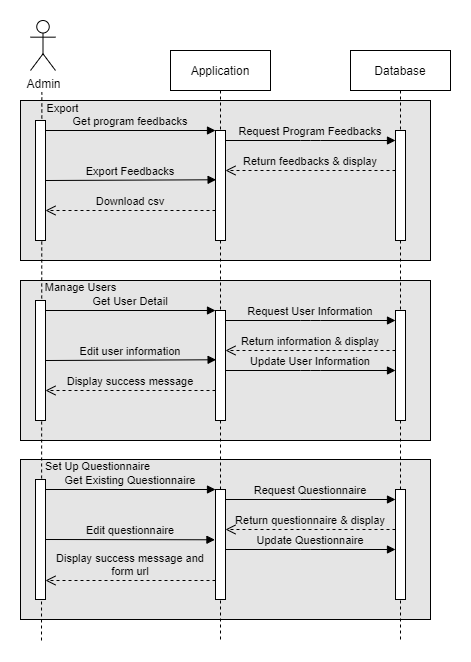 Admin
Application
Database
Export
Get program feedbacks
Request Program Feedbacks
Return feedbacks & display
Export Feedbacks
Download csv
Manage Users
Get User Detail
Request User Information
Return information & display
Edit user information
Update User Information
Display success message
Set Up Questionnaire
Get Existing Questionnaire
Request Questionnaire
Return questionnaire & display
Edit questionnaire
Update Questionnaire
Display success message and
form url